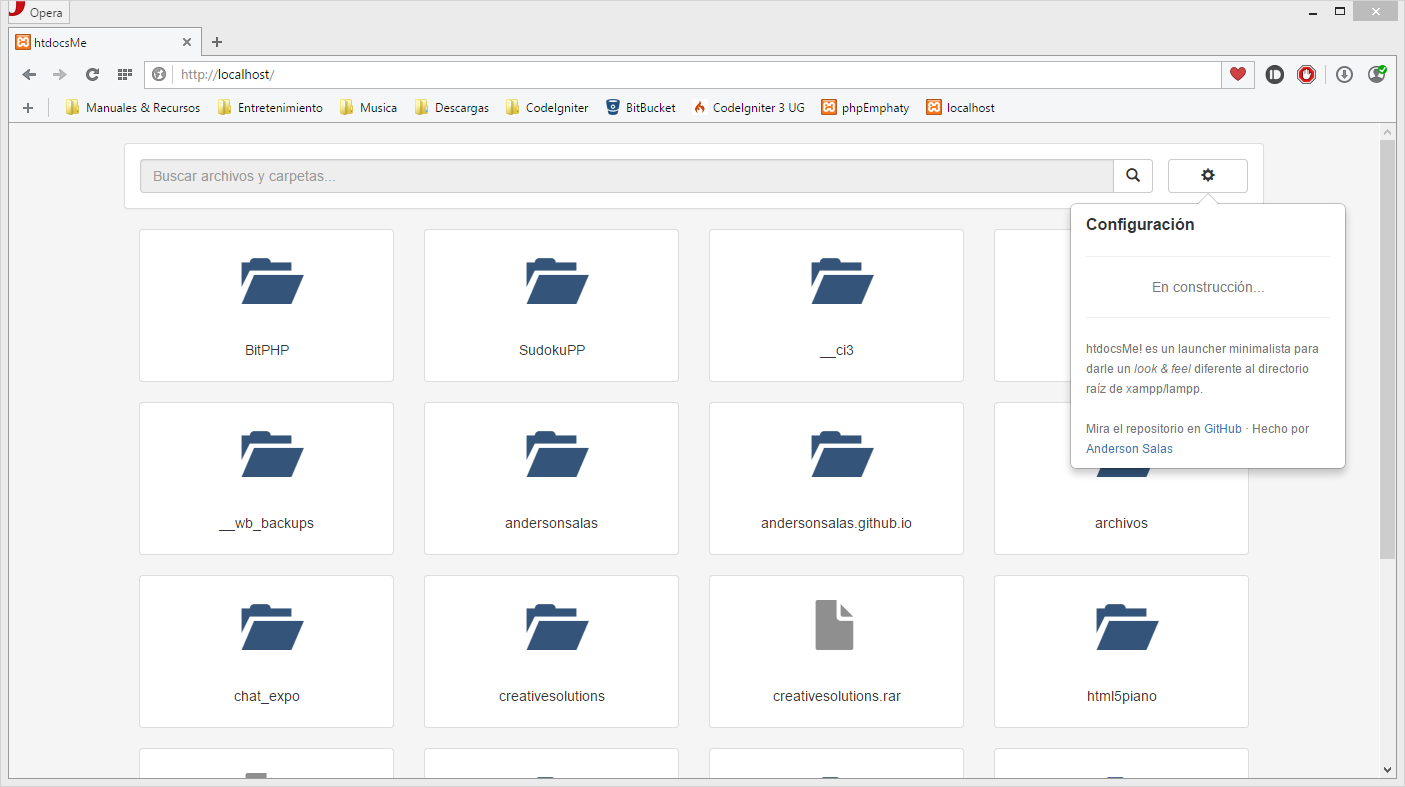 Opera
htdocsMe
http://localhost/
Manuales & Recursos
Entretenimiento
Musica
Descargas
CodeIgniter
BitBucket
CodeIgniter 3 UG
phpEmphaty
localhost
Buscar archivos y carpetas...
Configuración
En construcción...
htdocsMe! es un launcher minimalista para
darle un look & feel diferente al directorio
raíz de xampp/lampp.
Mira el repositorio en GitHub · Hecho por
Anderson Salas
BitPHP
SudokuPP
__ci3
__wb_backups
andersonsalas
andersonsalas.github.io
archivos
chat_expo
creativesolutions
creativesolutions.rar
html5piano